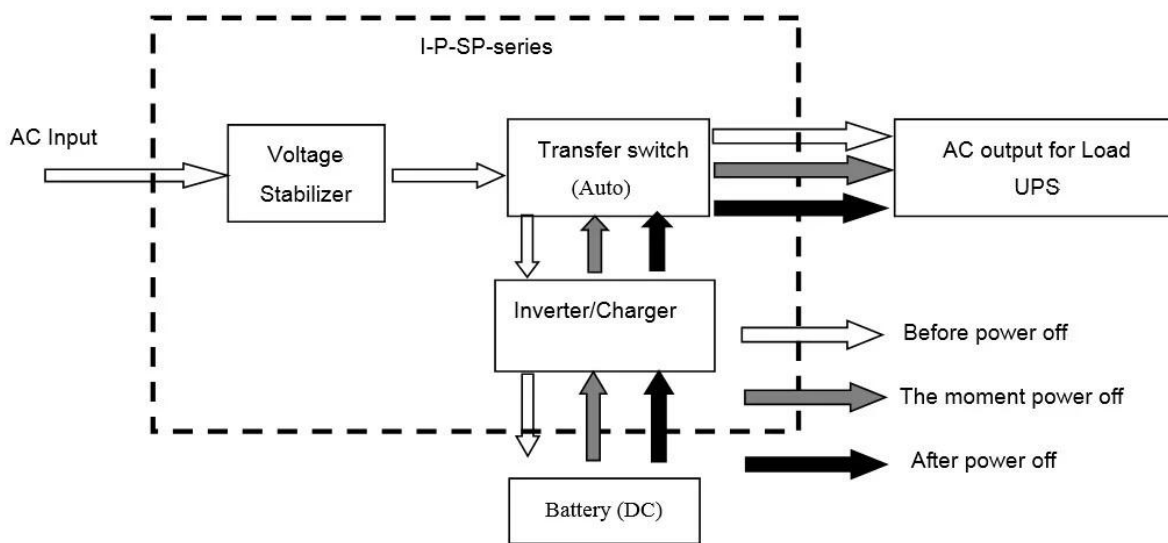 I-P-SP-series
AC Input
Voltage
Stabilizer
Transfer switch
(Auto)
AC output for Load
UPS
Inverter/Charger
Before power off
The moment power off
After power off
Battery (DC)